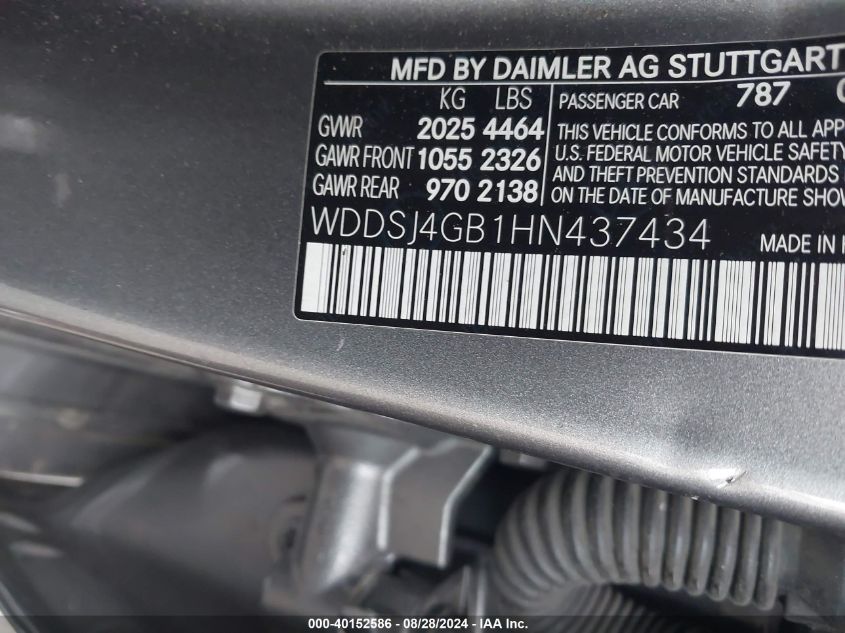 MFD BY DAIMLER AG STUTTGART
KG LBS
GVWR 2025 4464
GAWR FRONT 1055 2326
GAWR REAR 970 2138
PASSENGER CAR 787
THIS VEHICLE CONFORMS TO ALL APP
U.S. FEDERAL MOTOR VEHICLE SAFETY
AND THEFT PREVENTION STANDARDS
ON THE DATE OF MANUFACTURE SHOW
WDDSJ4GB1HN437434 MADE IN
000-40152586 - 08/28/2024 - IAA Inc.